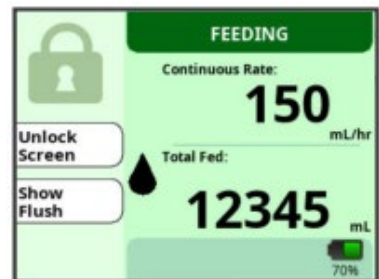 FEEDING
Continuous Rate:
150
mL/hr
Unlock
Screen
Total Fed:
Show
Flush
12345
mL
70%